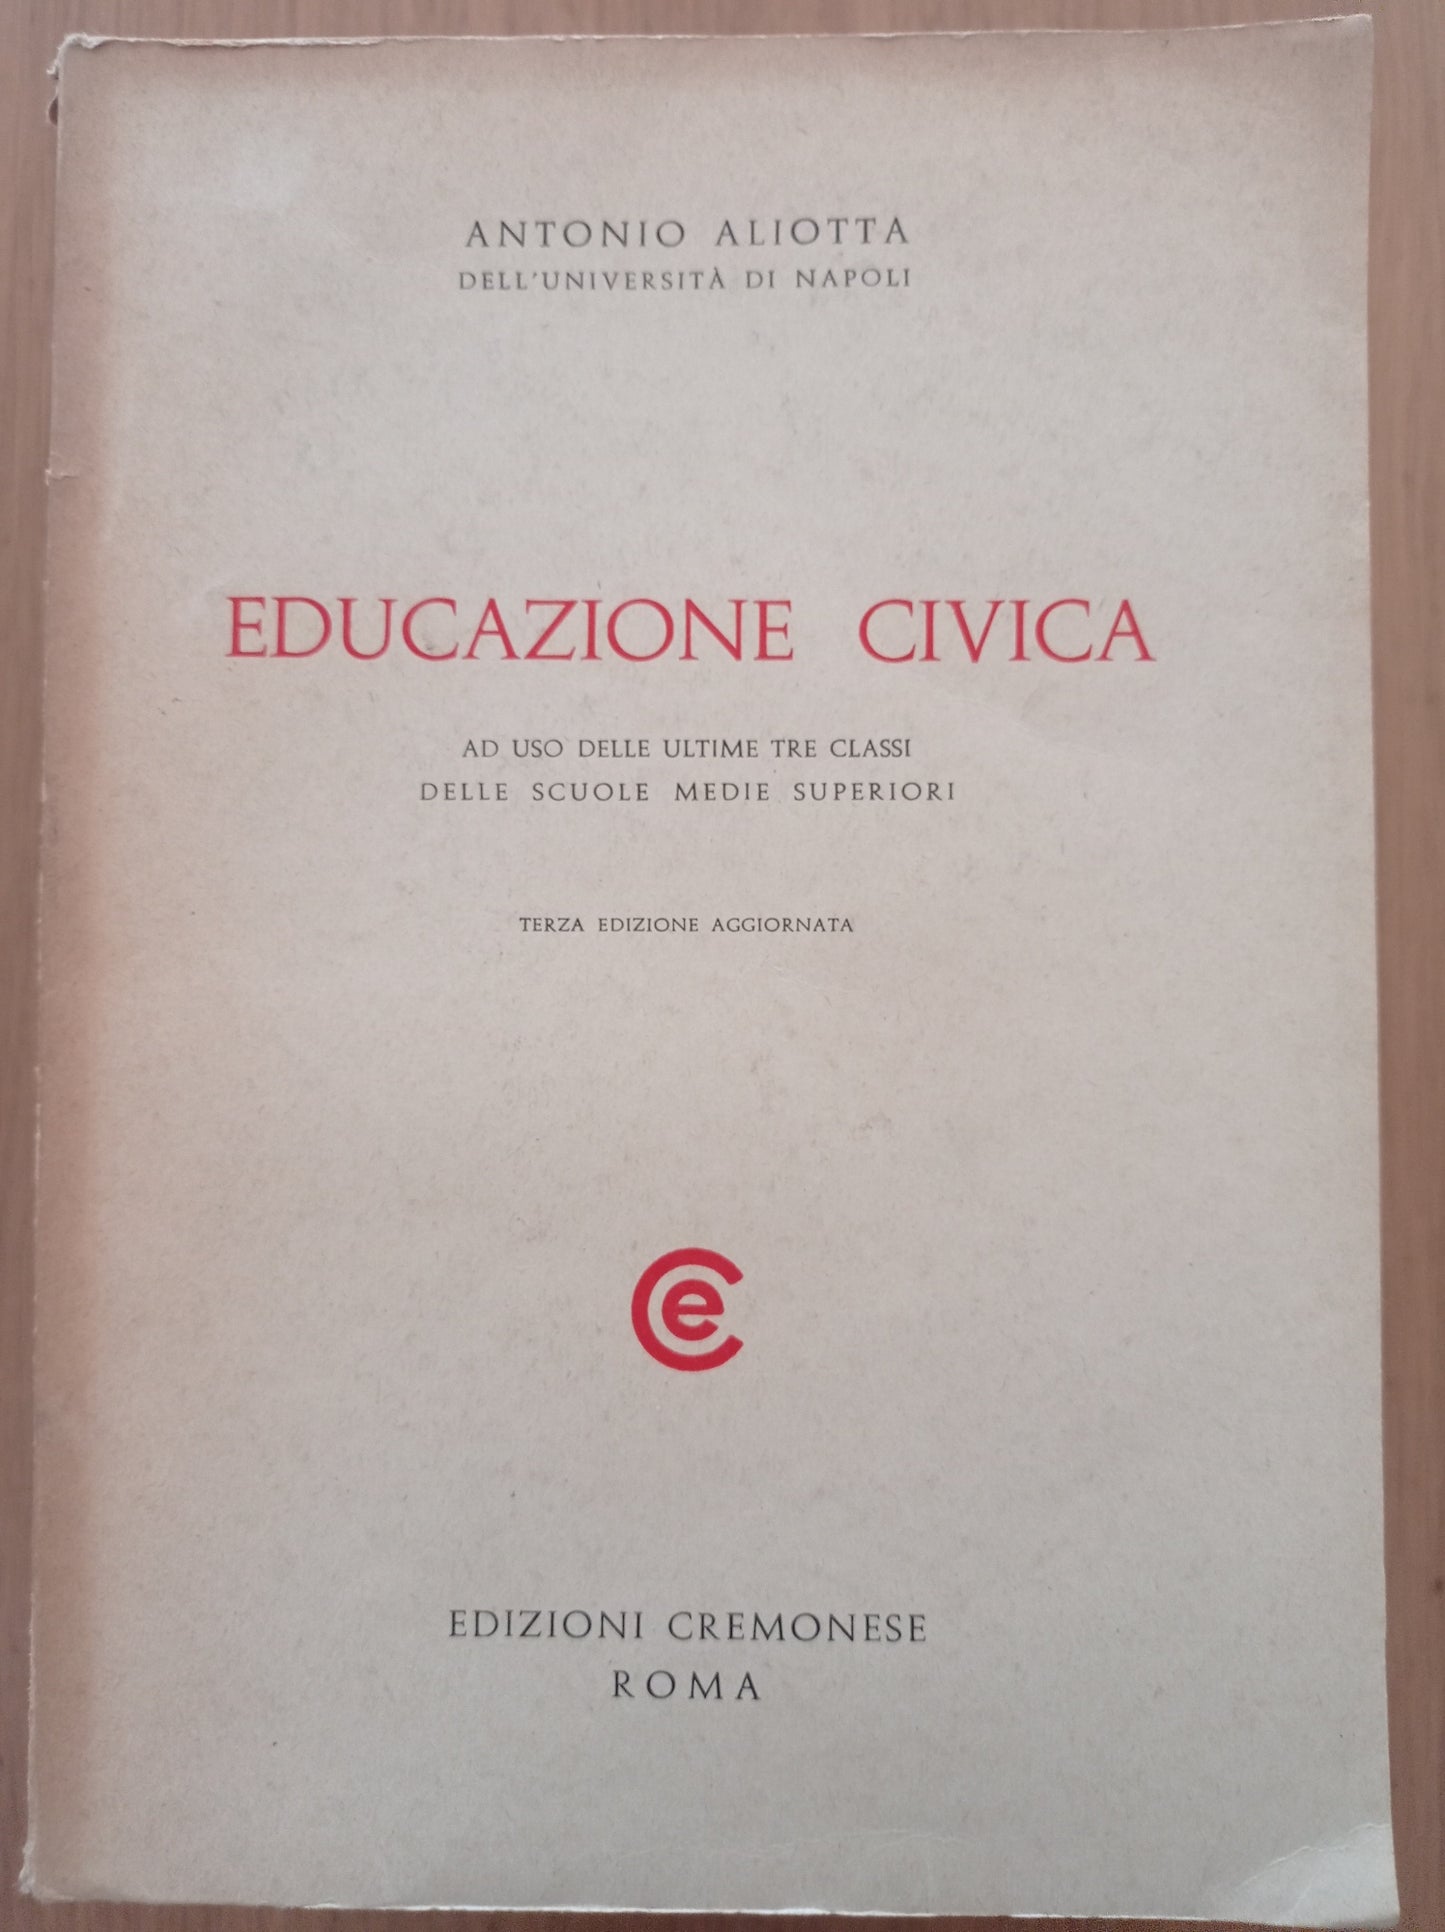 ANTONIO ALIOTTA
DELL'UNIVERSITÀ DI NAPOLI
EDUCAZIONE CIVICA
AD USO DELLE ULTIME TRE CLASSI
DELLE SCUOLE MEDIE SUPERIORI
TERZA EDIZIONE AGGIORNATA
Ce
EDIZIONI CREMONESE
ROMA